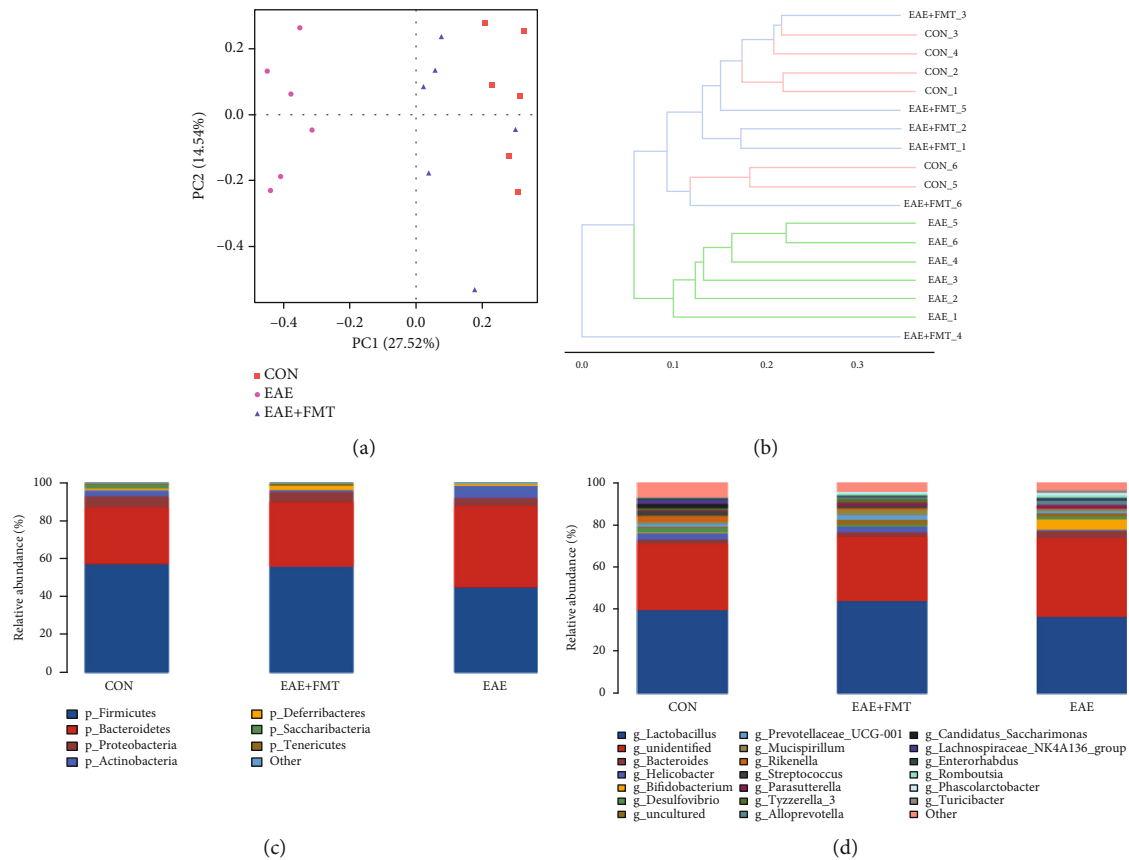 0.2
0.0
−0.2
−0.4
PC2 (14.54%)
−0.4
−0.2
0.0
0.2
PC1 (27.52%)
CON
EAE
EAE+FMT
(a)
EAE+FMT_3
CON_3
CON_4
CON_2
CON_1
EAE+FMT_5
EAE+FMT_2
EAE+FMT_1
CON_6
CON_5
EAE+FMT_6
EAE_5
EAE_6
EAE_4
EAE_3
EAE_2
EAE_1
EAE+FMT_4
0.0
0.1
0.2
0.3
(b)
100
80
60
40
20
0
Relative abundance (%)
CON
EAE+FMT
EAE
p_Firmicutes
p_Bacteroidetes
p_Proteobacteria
p_Actinobacteria
p_Deferribacteres
p_Saccharibacteria
p_Tenericutes
Other
(c)
100
80
60
40
20
0
Relative abundance (%)
CON
EAE+FMT
EAE
g_Lactobacillus
g_unidentified
g_Bacteroides
g_Helicobacter
g_Bifidobacterium
g_Desulfovibrio
g_uncultured
g_Prevotellaceae_UCG-001
g_Mucispirillum
g_Rikenella
g_Streptococcus
g_Parasutterella
g_Tyzzerella_3
g_Alloprevotella
g_Candidatus_Saccharimonas
g_Lachnospiraceae_NK4A136_group
g_Enterorhabdus
g_Romboutsia
g_Phascolarctobacter
g_Turicibacter
Other
(d)